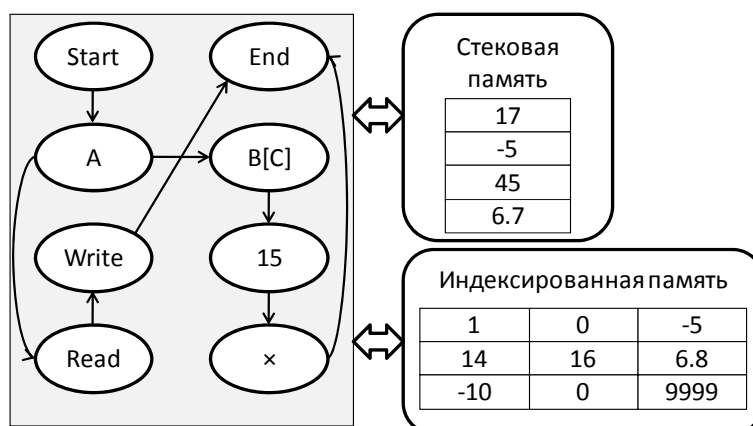 Start
End
A
B[C]
Write
15
Read
×
Стековая
память
17
-5
45
6.7
Индексированная память
1 0 -5
14 16 6.8
-10 0 9999